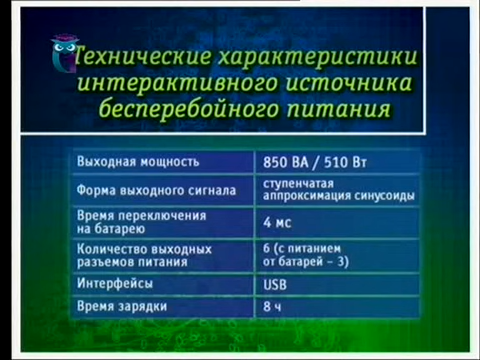 Технические характеристики
интерактивного источника
бесперебойного питания
Выходная мощность
850 ВА / 510 Вт
Форма выходного сигнала
ступенчатая
аппроксимация синусоиды
Время переключения
на батарею
4 мс
Количество выходных
разъемов питания
6 (с питанием
от батарей – 3)
Интерфейсы
USB
Время зарядки
8 ч